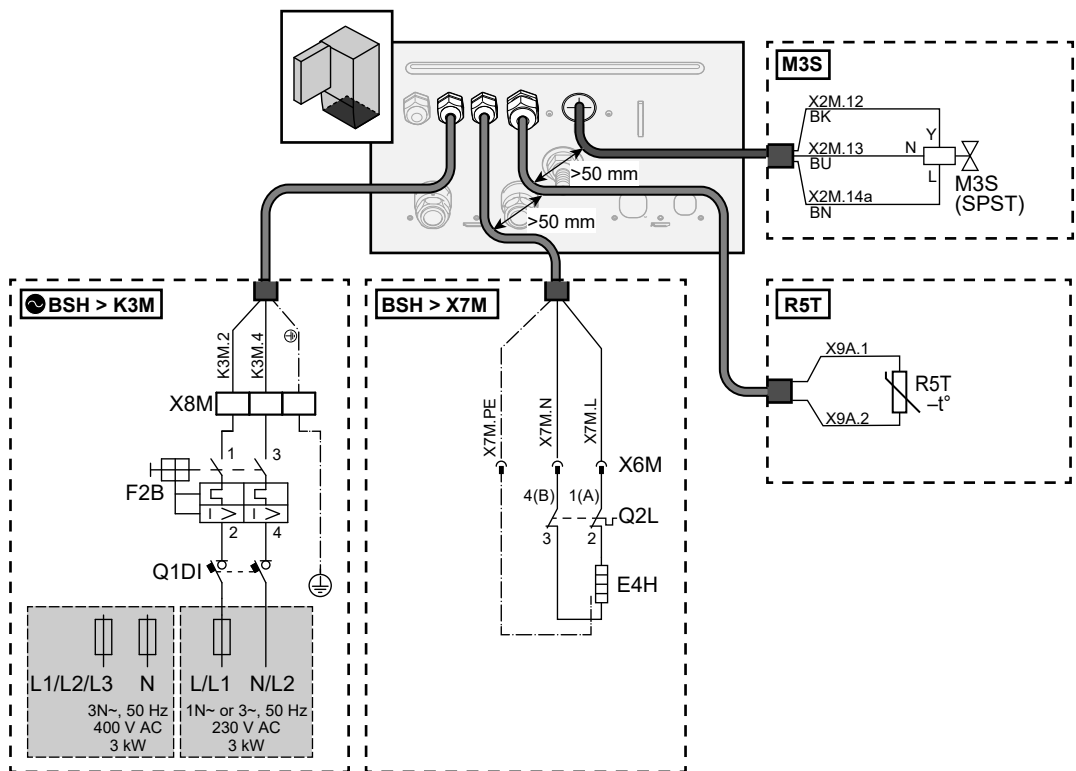 M3S
X2M.12
BK
X2M.13
BU
X2M.14a
BN
Y
N
L
M3S
(SPST)
>50 mm
>50 mm
BSH > K3M
K3M.2
K3M.4
X8M
1
3
F2B
I >
I >
2
4
Q1DI
L1/L2/L3
N
3N~, 50 Hz
400 V AC
3 kW
L/L1
N/L2
1N~ or 3~, 50 Hz
230 V AC
3 kW
BSH > X7M
X7M.PE
X7M.N
X7M.L
X6M
4(B)
1(A)
Q2L
3
2
E4H
R5T
X9A.1
X9A.2
R5T
–t°